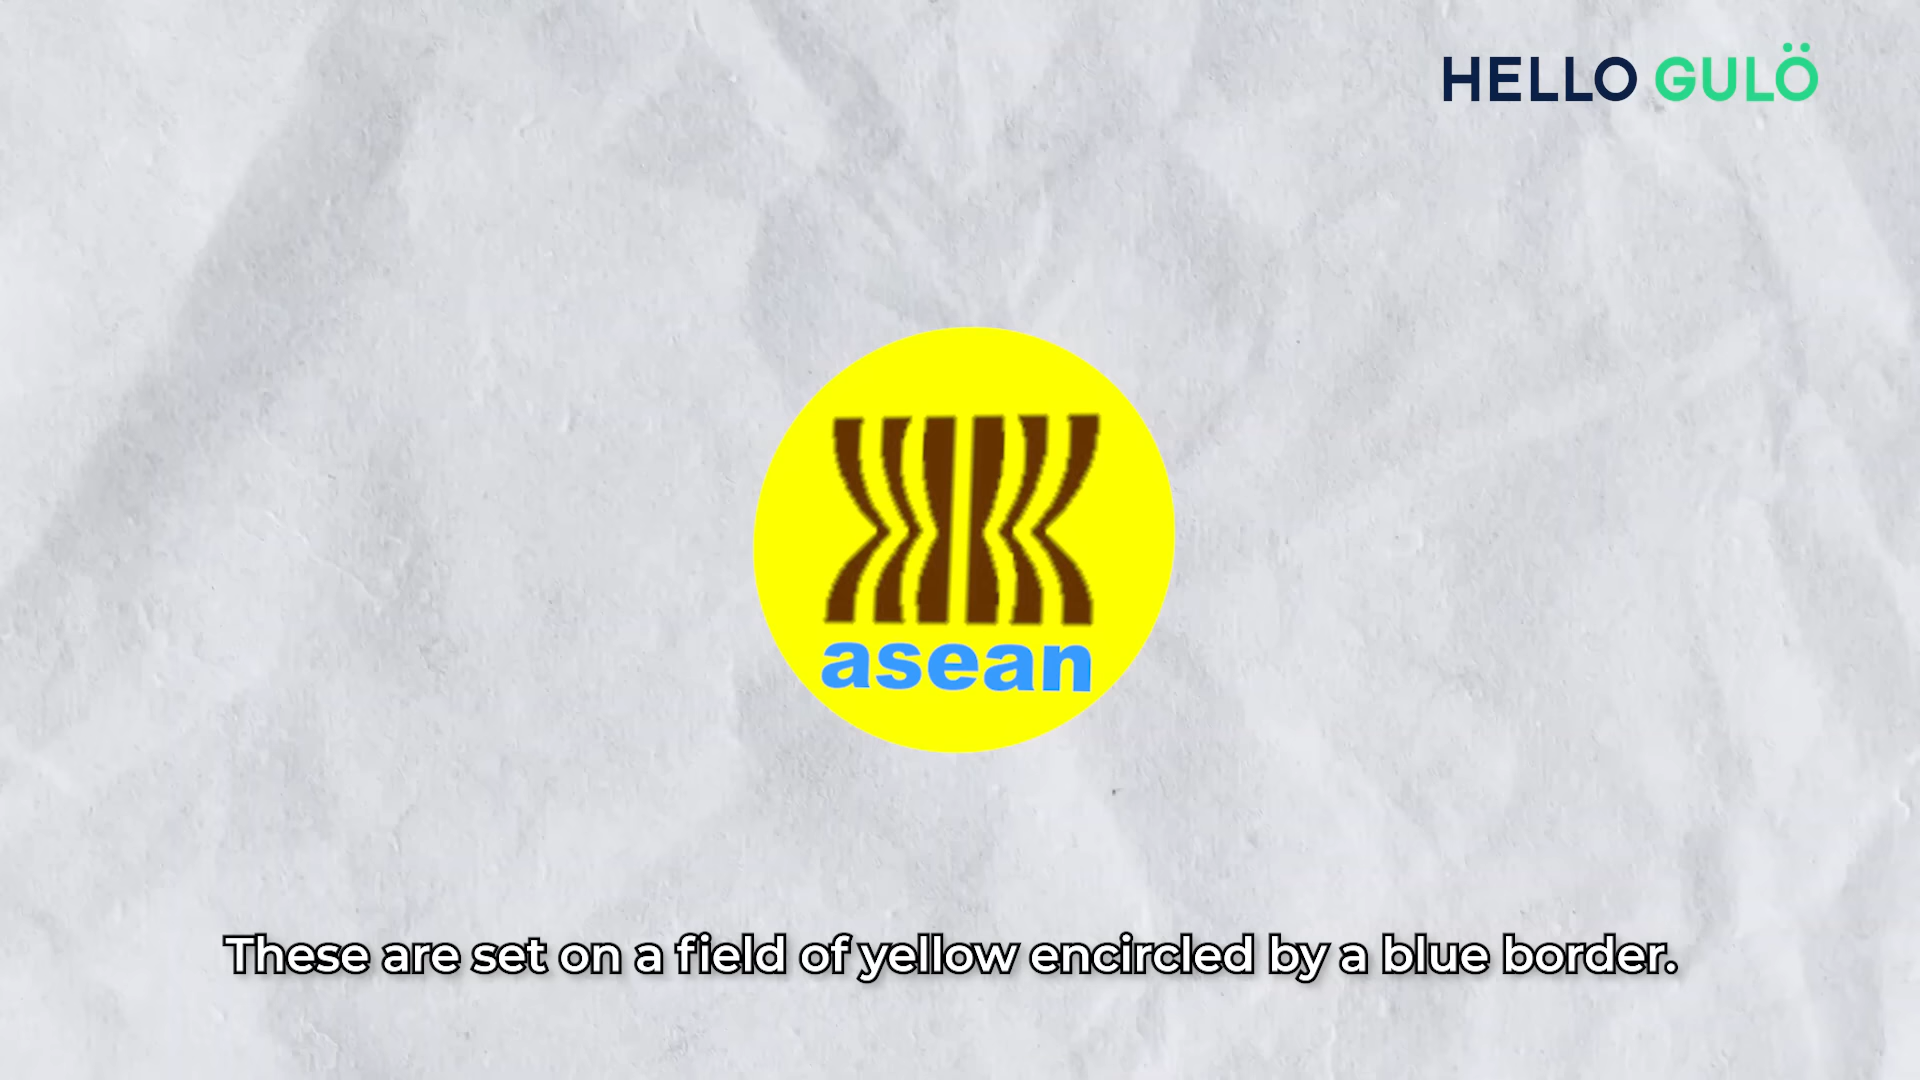 HELLO GULÖ
asean
These are set on a field of yellow encircled by a blue border.